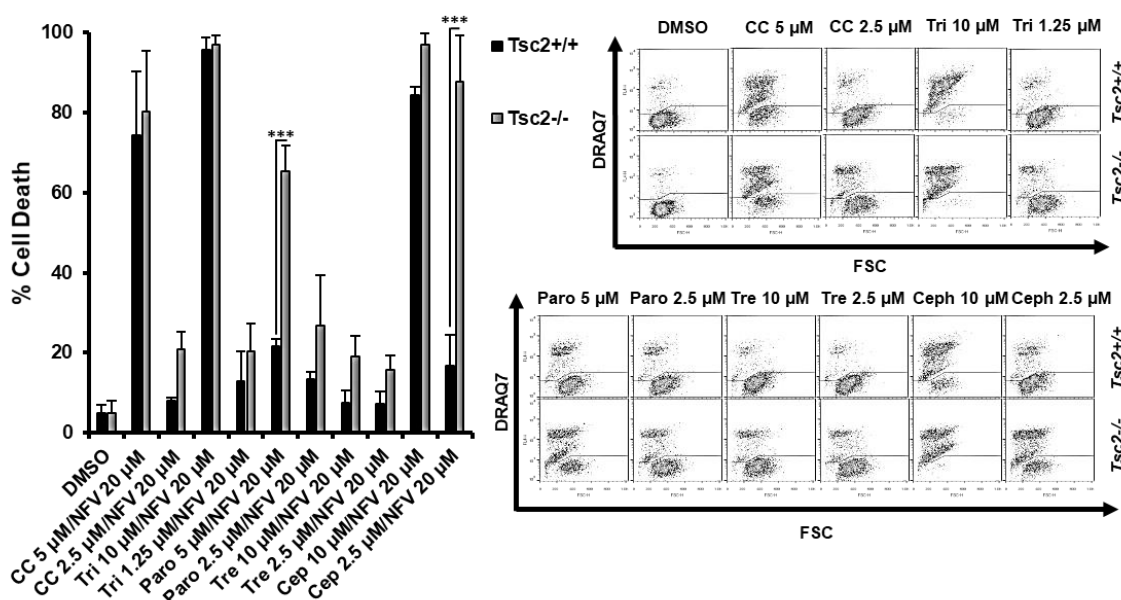 100
80
60
40
20
0
% Cell Death
***
***
Tsc2+/+
Tsc2-/-
DMSO
CC 5 µM/NFV 20 µM
CC 2.5 µM/NFV 20 µM
Tri 10 µM/NFV 20 µM
Tri 1.25 µM/NFV 20 µM
Paro 5 µM/NFV 20 µM
Paro 2.5 µM/NFV 20 µM
Tre 10 µM/NFV 20 µM
Tre 2.5 µM/NFV 20 µM
Cep 10 µM/NFV 20 µM
Cep 2.5 µM/NFV 20 µM
DMSO CC 5 µM CC 2.5 µM Tri 10 µM Tri 1.25 µM
DRAQ7
Tsc2+/+
Tsc2-/-
FSC-H
FSC
Paro 5 µM Paro 2.5 µM Tre 10 µM Tre 2.5 µM Ceph 10 µM Ceph 2.5 µM
DRAQ7
Tsc2+/+
Tsc2-/-
FSC-H
FSC